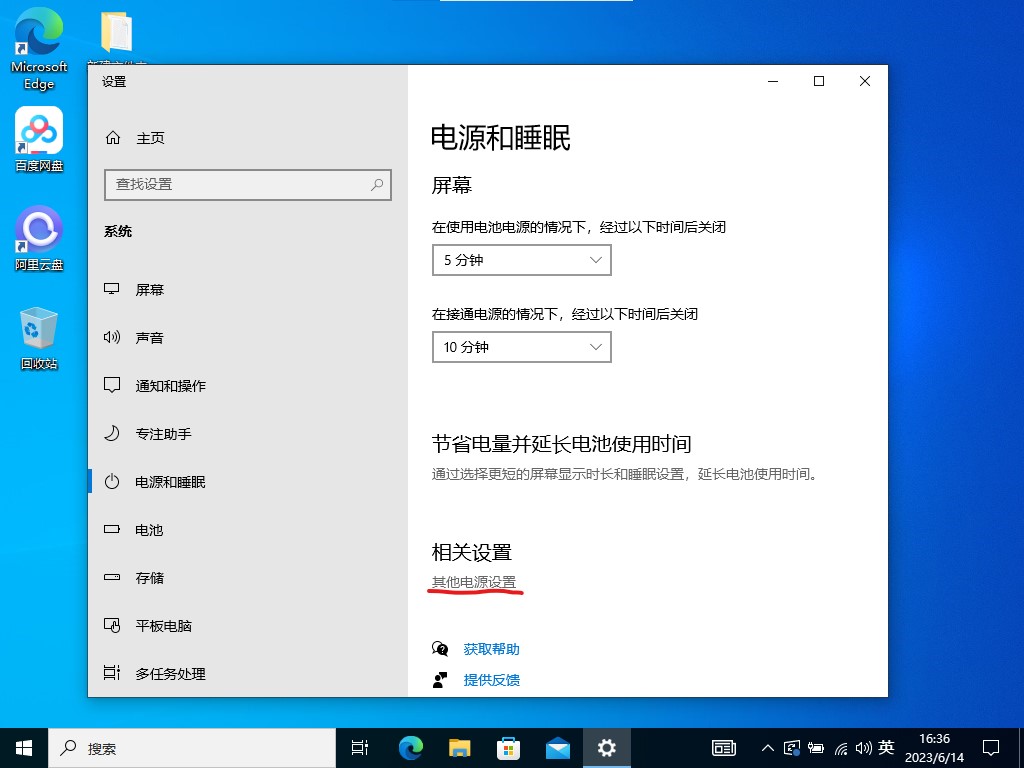 Microsoft
Edge
百度网盘
阿里云盘
回收站
设置
主页
查找设置
系统
屏幕
声音
通知和操作
专注助手
电源和睡眠
电池
存储
平板电脑
多任务处理
电源和睡眠
屏幕
在使用电池电源的情况下，经过以下时间后关闭
5 分钟
在接通电源的情况下，经过以下时间后关闭
10 分钟
节省电量并延长电池使用时间
通过选择更短的屏幕显示时长和睡眠设置，延长电池使用时间。
相关设置
其他电源设置
获取帮助
提供反馈
搜索
英
16:36
2023/6/14